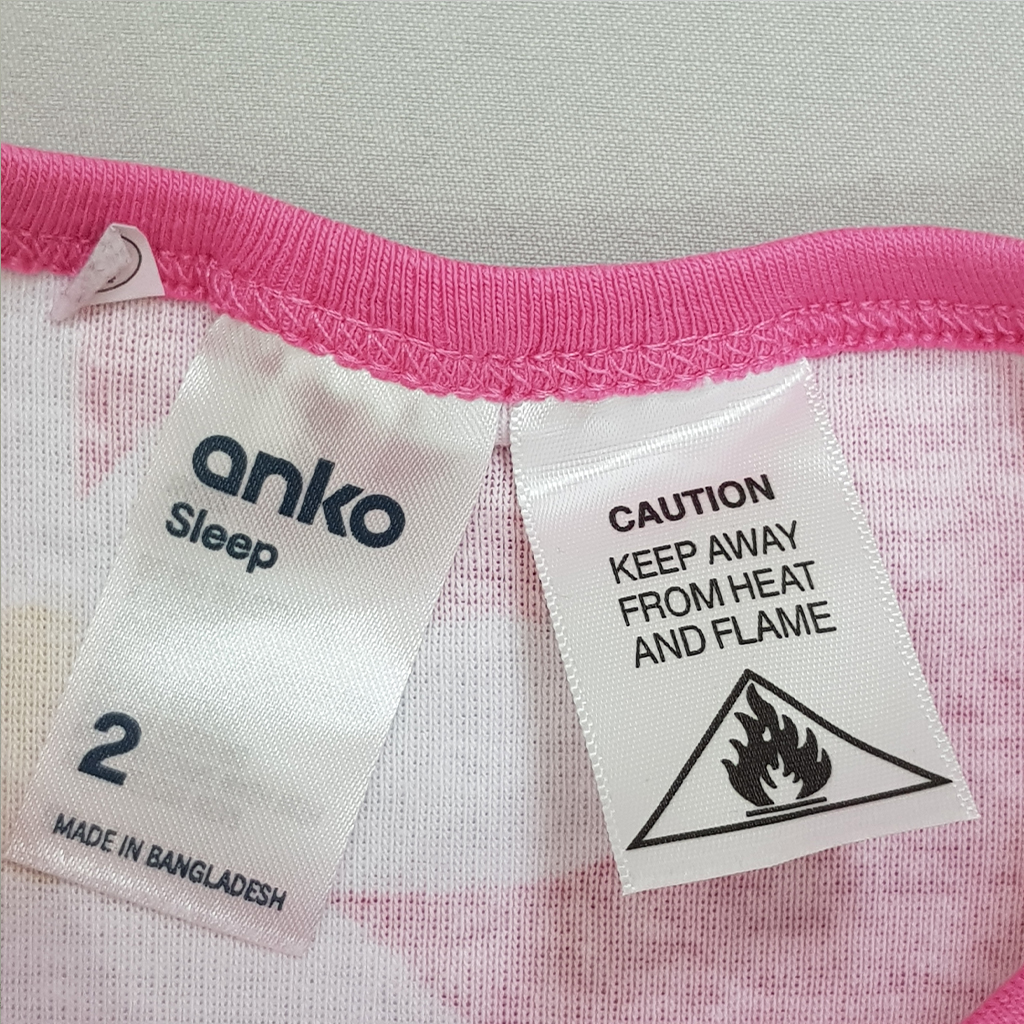 anko
Sleep
2
MADE IN BANGLADESH
CAUTION
KEEP AWAY
FROM HEAT
AND FLAME